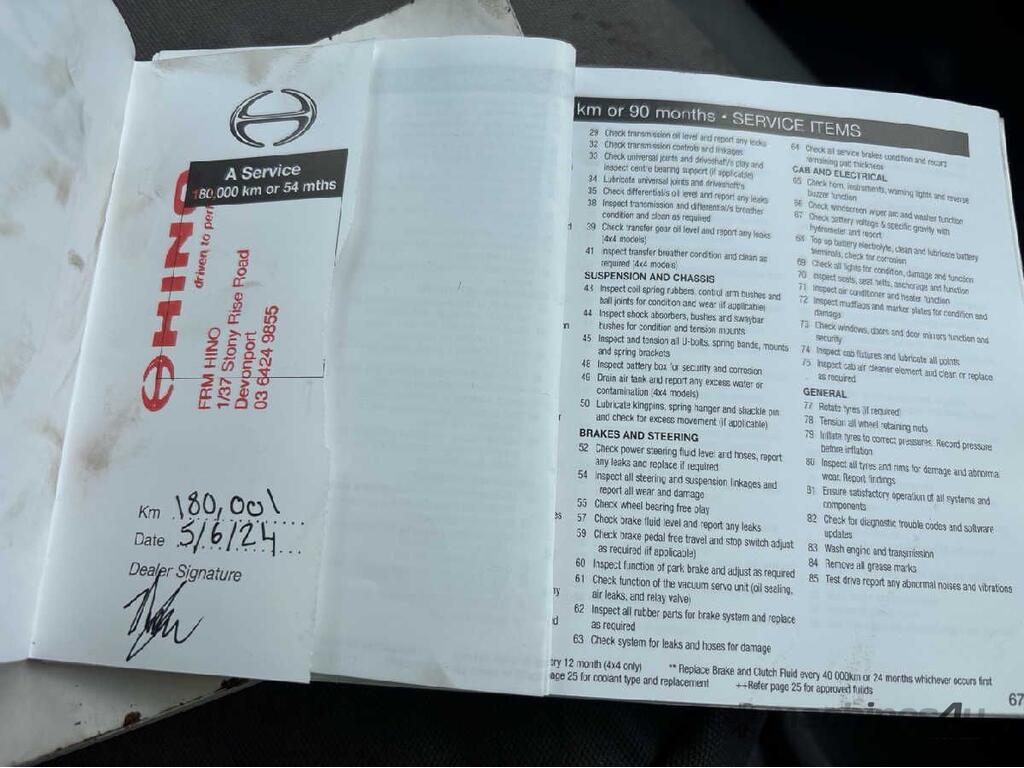 A Service
180,000 km or 54 mths
HINO
driven to per
FRM HINO
1/37 Stony Rise Road
Devonport
03 6424 9855
Km 180,001
Date 5/6/24
Dealer Signature
km or 90 months • SERVICE ITEMS
29 Check transmission oil level and report any leaks
32 Check transmission controls and linkages
33 Check universal joints and driveshaft's play and
inspect centre bearing support (if applicable)
34 Lubricate universal joints and driveshaft's
35 Check differential/s oil level and report any leaks
38 Inspect transmission and differential/s breather
condition and clean as required
39 Check transfer gear oil level and report any leaks
(4x4 models)
41 Inspect transfer breather condition and clean as
required (4x4 models)
SUSPENSION AND CHASSIS
43 Inspect coil spring rubbers, control arm bushes and
ball joints for condition and wear (if applicable)
44 Inspect shock absorbers, bushes and swaybar
bushes for condition and tension mounts
45 Inspect and tension all U-bolts, spring bands, mounts
and spring brackets
48 Inspect battery box for security and corrosion
49 Drain air tank and report any excess water or
contamination (4x4 models)
50 Lubricate kingpins, spring hanger and shackle pin
and check for excess movement (if applicable)
BRAKES AND STEERING
52 Check power steering fluid level and hoses, report
any leaks and replace if required
54 Inspect all steering and suspension linkages and
report all wear and damage
55 Check wheel bearing free play
57 Check brake fluid level and report any leaks
59 Check brake pedal free travel and stop switch adjust
as required (if applicable)
60 Inspect function of park brake and adjust as required
61 Check function of the vacuum servo unit (oil sealing,
air leaks, and relay valve)
62 Inspect all rubber parts for brake system and replace
as required
63 Check system for leaks and hoses for damage
64 Check all service brakes condition and record
remaining pad thickness
CAB AND ELECTRICAL
65 Check horn, instruments, warning lights and reverse
buzzer function
66 Check windscreen wiper arc and washer function
67 Check battery voltage & specific gravity with
hydrometer and report
68 Top up battery electrolyte, clean and lubricate battery
terminals, check for corrosion
69 Check all lights for condition, damage and function
70 Inspect seats, seat belts, anchorage and function
71 Inspect air conditioner and heater function
72 Inspect mudflaps and marker plates for condition and
damage
73 Check windows, doors and door mirrors function and
security
74 Inspect cab fixtures and lubricate all points
75 Inspect cab air cleaner element and clean or replace
as required
GENERAL
77 Rotate tyres (if required)
78 Tension all wheel retaining nuts
79 Inflate tyres to correct pressures. Record pressure
before inflation
80 Inspect all tyres and rims for damage and abnormal
wear. Report findings
81 Ensure satisfactory operation of all systems and
components
82 Check for diagnostic trouble codes and software
updates
83 Wash engine and transmission
84 Remove all grease marks
85 Test drive report any abnormal noises and vibrations
ery 12 month (4x4 only) ** Replace Brake and Clutch Fluid every 40 000km or 24 months whichever occurs first
age 25 for coolant type and replacement ++Refer page 25 for approved fluids
67